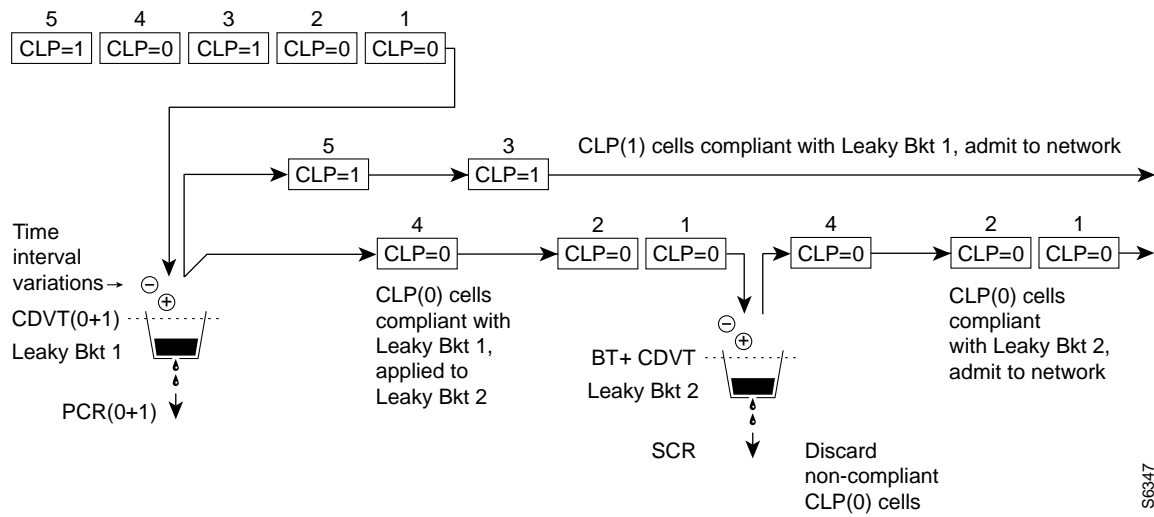 5 4 3 2 1
CLP=1 CLP=0 CLP=1 CLP=0 CLP=0
5 3
CLP=1 CLP=1
CLP(1) cells compliant with Leaky Bkt 1, admit to network
4 2 1 4 2 1
CLP=0 CLP=0 CLP=0 CLP=0 CLP=0 CLP=0
Time
interval
variations→
− +
CDVT(0+1)
Leaky Bkt 1
PCR(0+1)
CLP(0) cells
compliant with
Leaky Bkt 1,
applied to
Leaky Bkt 2
− +
BT+ CDVT
Leaky Bkt 2
SCR
CLP(0) cells
compliant
with Leaky Bkt 2,
admit to network
Discard
non-compliant
CLP(0) cells
S6347